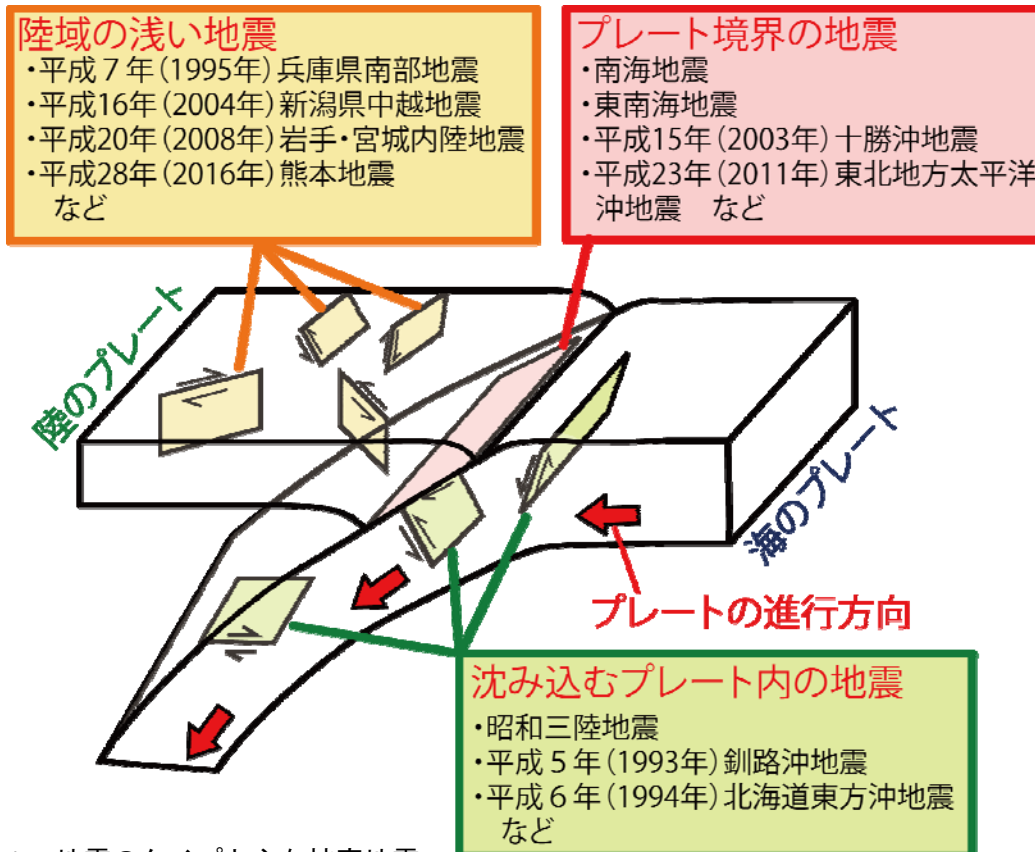 陸域の浅い地震
・平成７年（1995年）兵庫県南部地震
・平成16年（2004年）新潟県中越地震
・平成20年（2008年）岩手・宮城内陸地震
・平成28年（2016年）熊本地震
など
プレート境界の地震
・南海地震
・東南海地震
・平成15年（2003年）十勝沖地震
・平成23年（2011年）東北地方太平洋
沖地震　など
陸のプレート
海のプレート
プレートの進行方向
沈み込むプレート内の地震
・昭和三陸地震
・平成５年（1993年）釧路沖地震
・平成６年（1994年）北海道東方沖地震
など